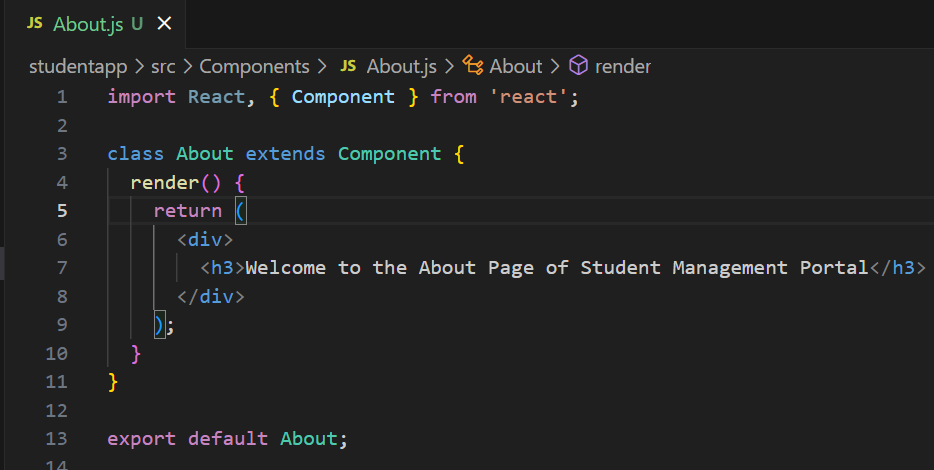 JS About.js U ×
studentapp > src > Components > JS About.js > About > render
1 import React, { Component } from 'react';
2
3 class About extends Component {
4   render() {
5     return (
6       <div>
7         <h3>Welcome to the About Page of Student Management Portal</h3>
8       </div>
9     );
10   }
11 }
12
13 export default About;
14